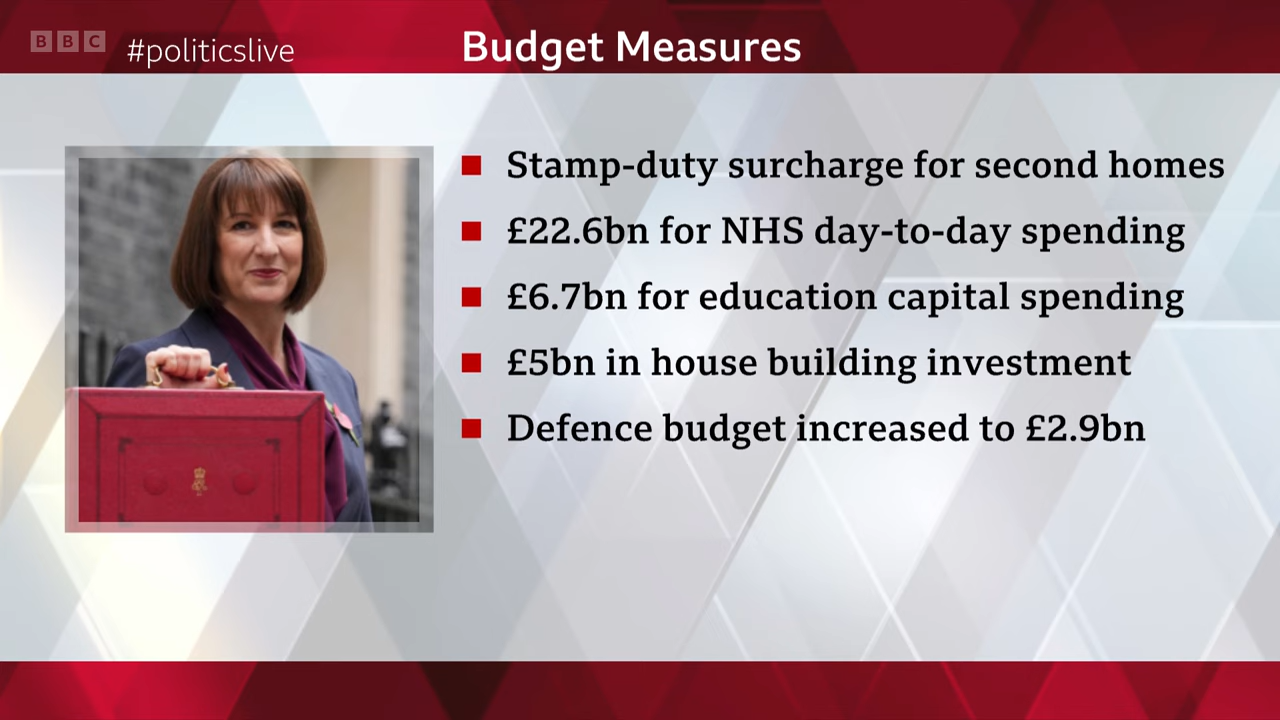 BBC
#politicslive
Budget Measures
Stamp-duty surcharge for second homes
£22.6bn for NHS day-to-day spending
£6.7bn for education capital spending
£5bn in house building investment
Defence budget increased to £2.9bn